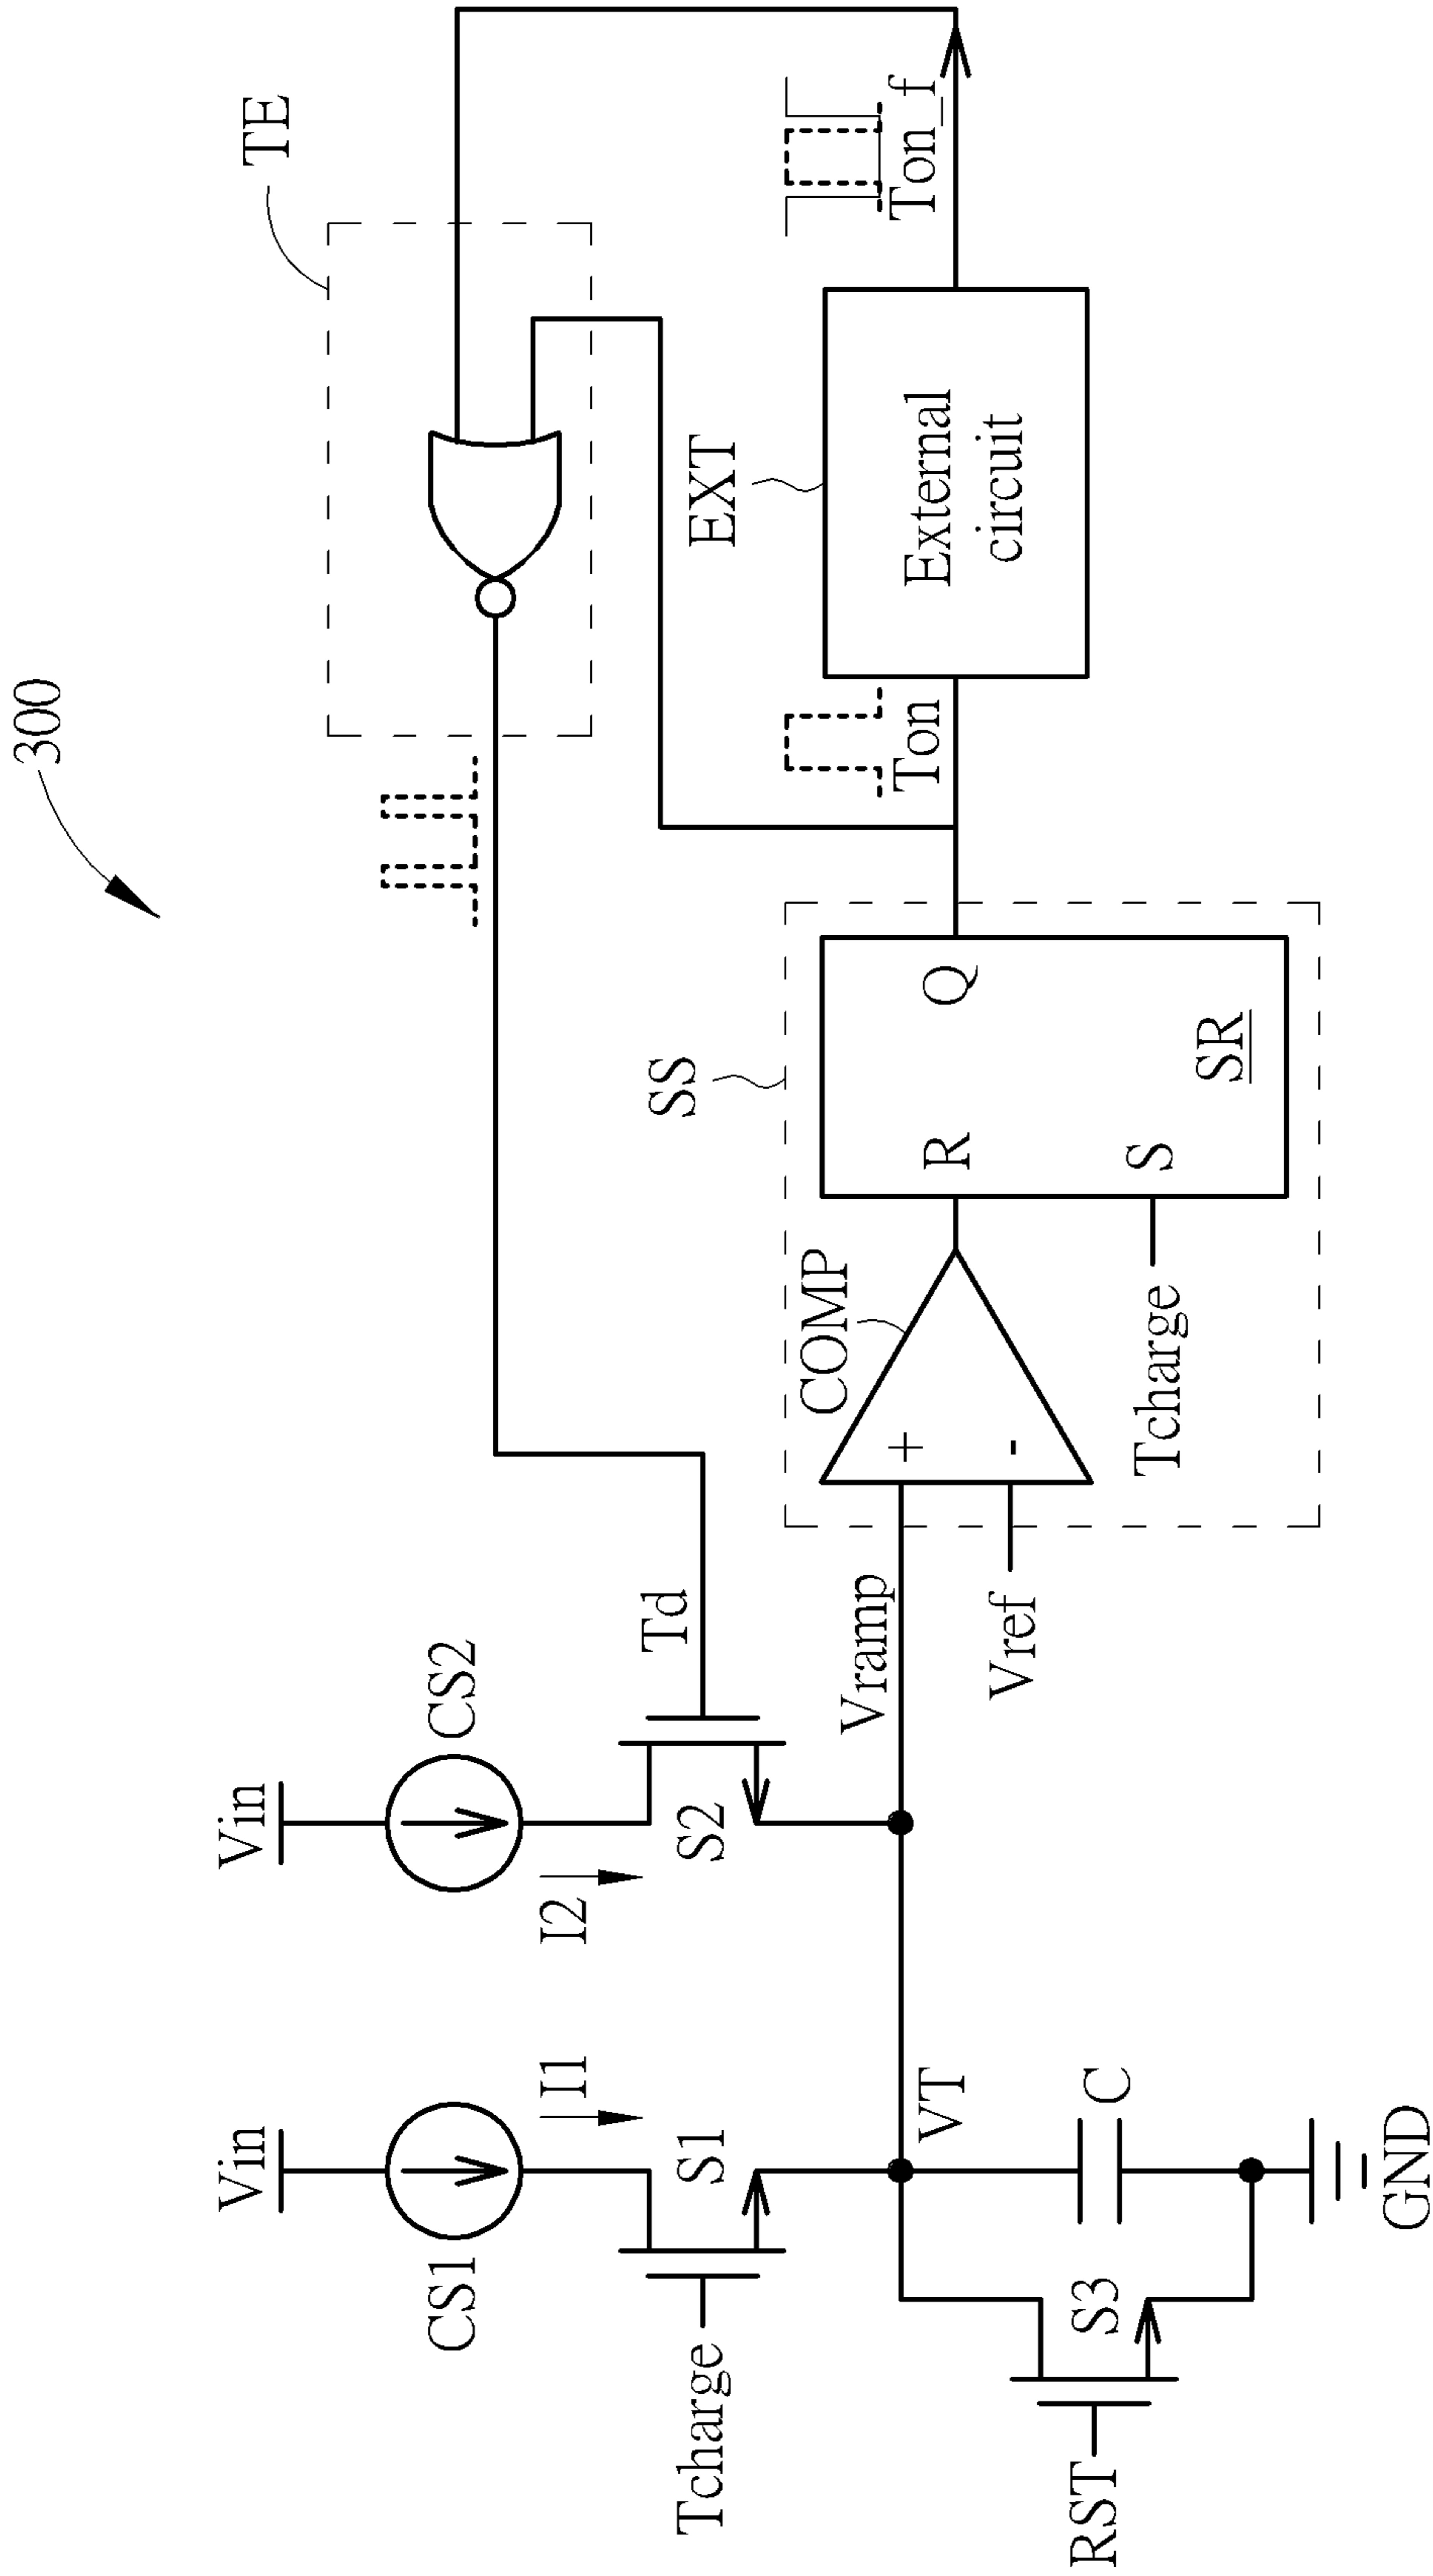 300
TE
Vin
Vin
CS1
I1
I2
CS2
Td
Tcharge
S1
S2
EXT
Ton_f
Ton
External
circuit
SS
COMP
VT
Vramp
Vref
+
-
R
Q
S
SR
Tcharge
C
S3
RST
GND